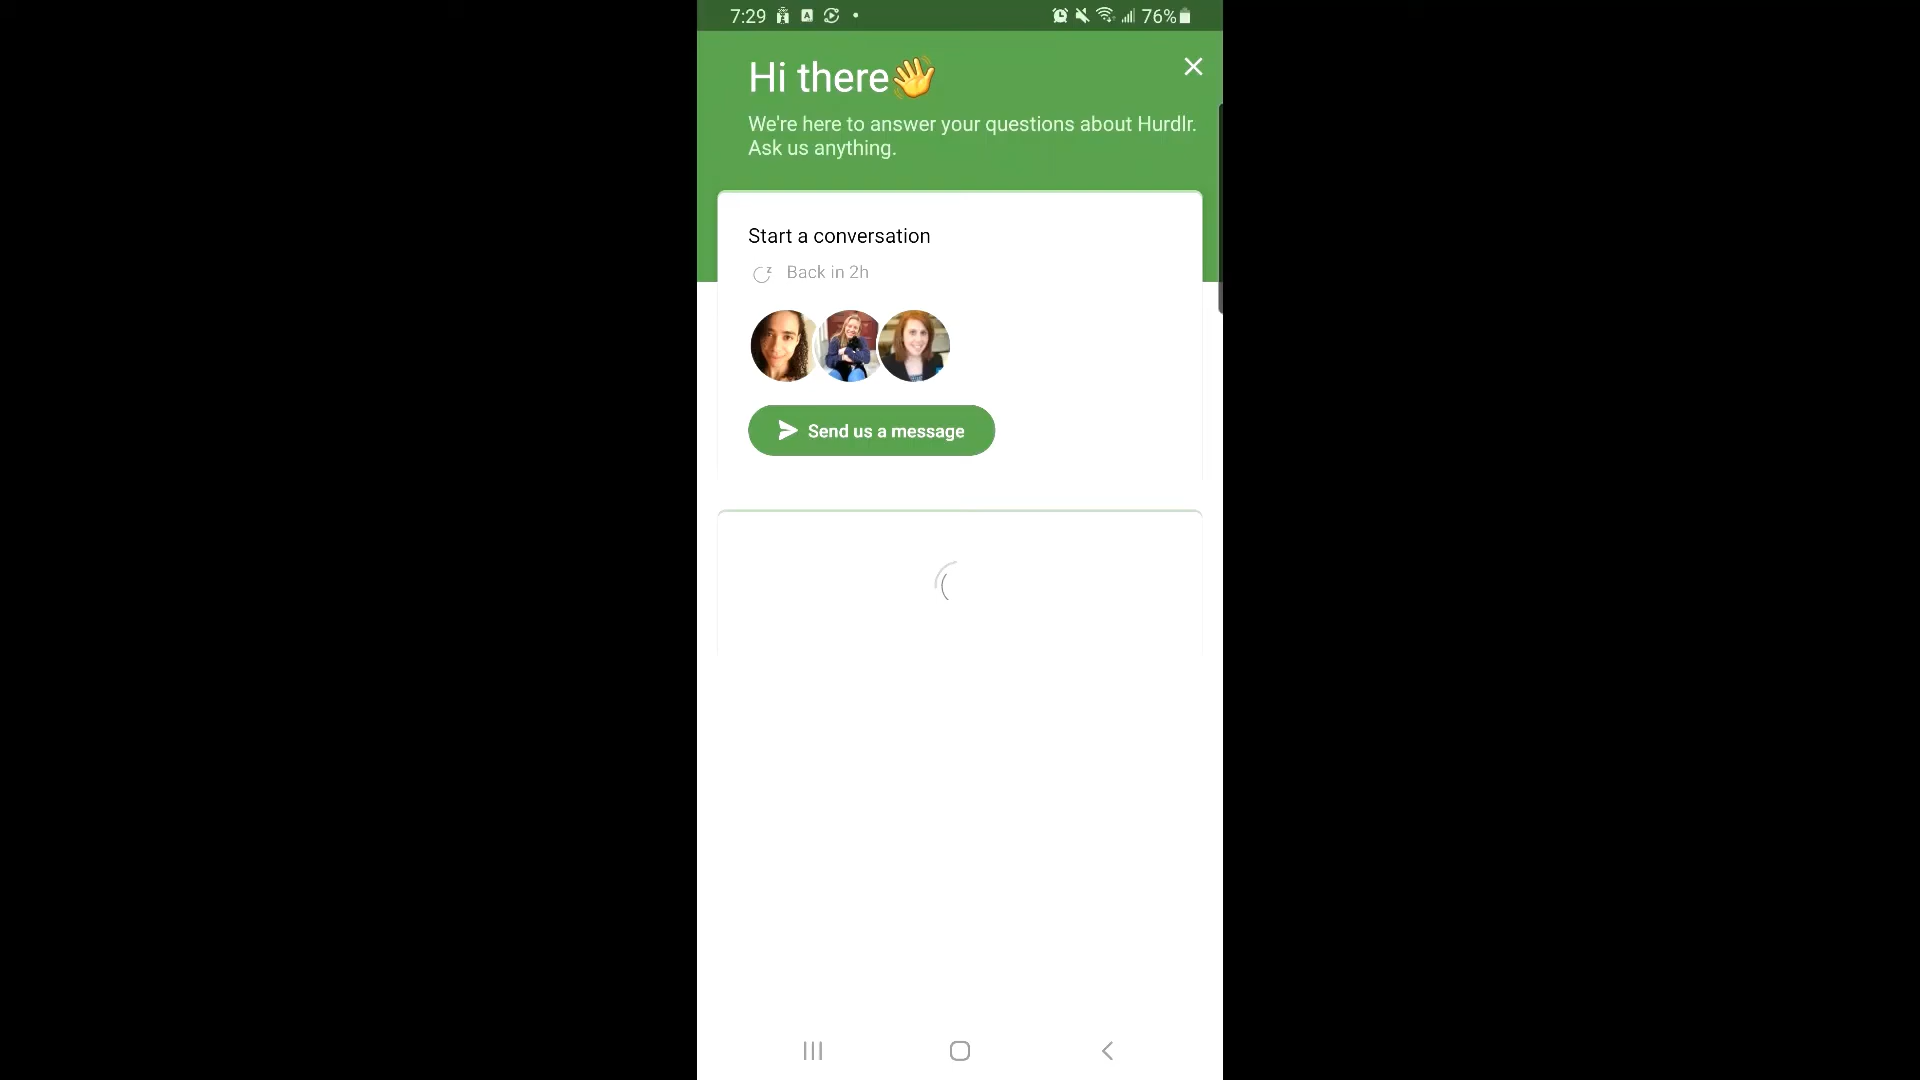 7:29
76%
Hi there👋
We're here to answer your questions about Hurdlr.
Ask us anything.
Start a conversation
Back in 2h
Send us a message